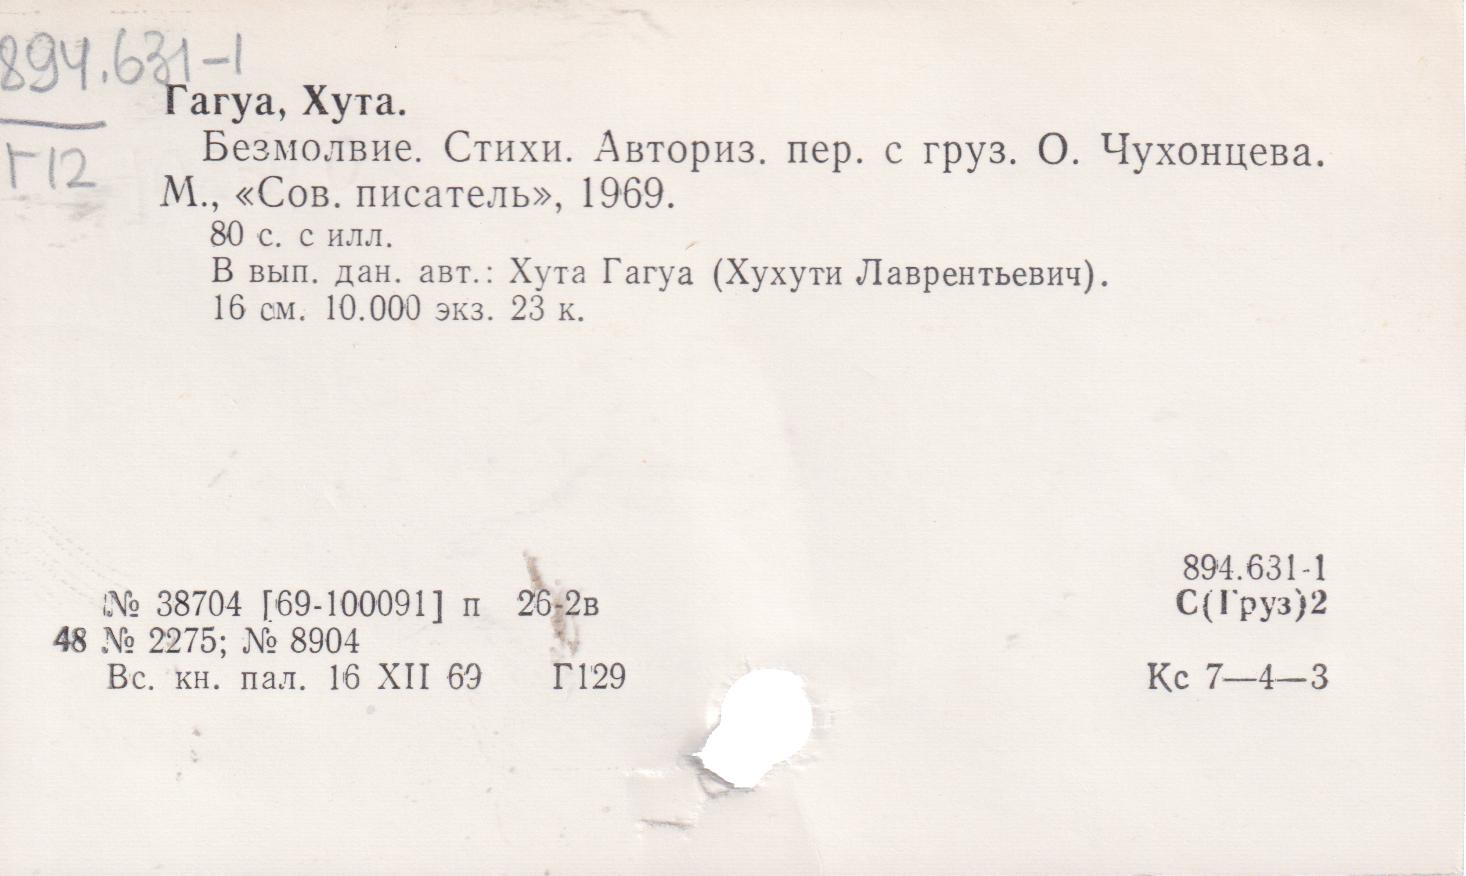 894.631-1
Г12
Гагуа, Хута.
Безмолвие. Стихи. Авториз. пер. с груз. О. Чухонцева.
М., «Сов. писатель», 1969.
80 с. с илл.
В вып. дан. авт.: Хута Гагуа (Хухути Лаврентьевич).
16 см. 10.000 экз. 23 к.
894.631-1
№ 38704 [69-100091] п 26-2в С(Груз)2
48 № 2275; № 8904
Вс. кн. пал. 16 XII 69 Г129 Кс 7—4—3